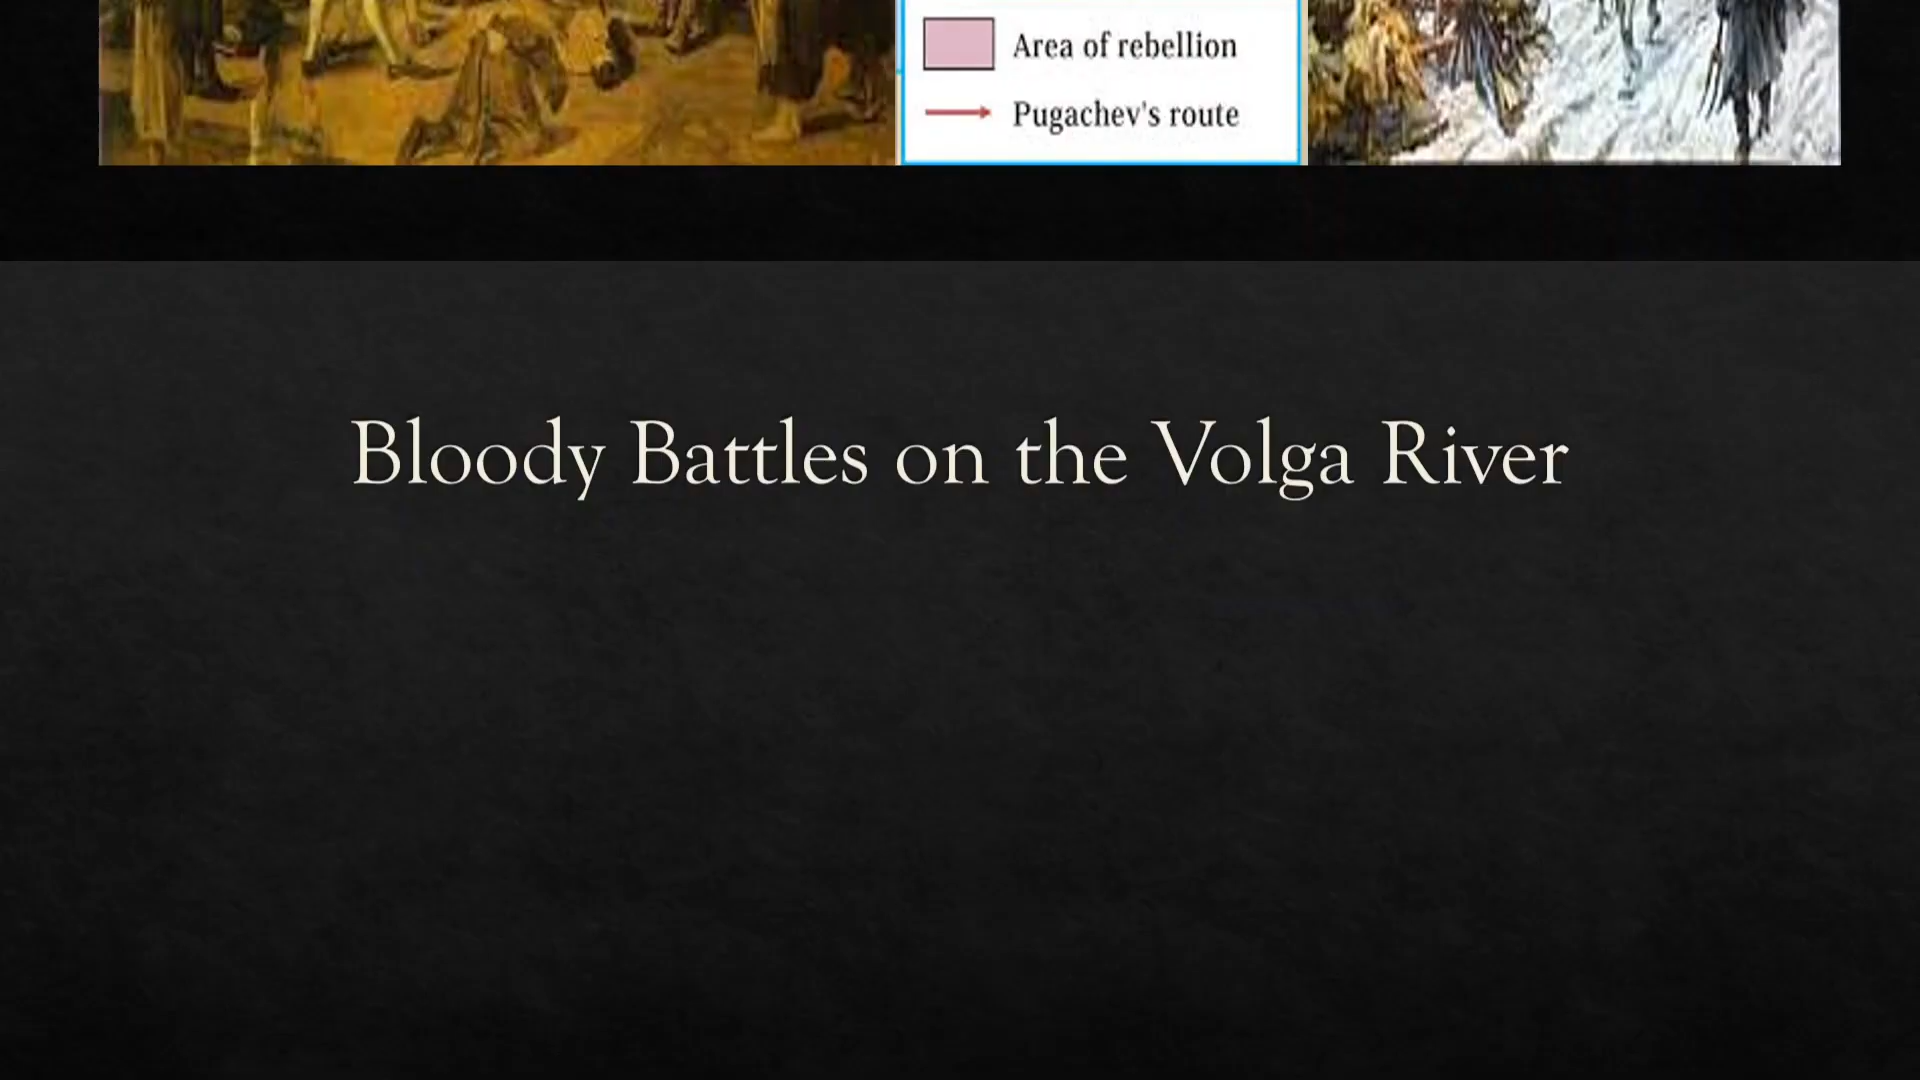 Area of rebellion
Pugachev's route
Bloody Battles on the Volga River